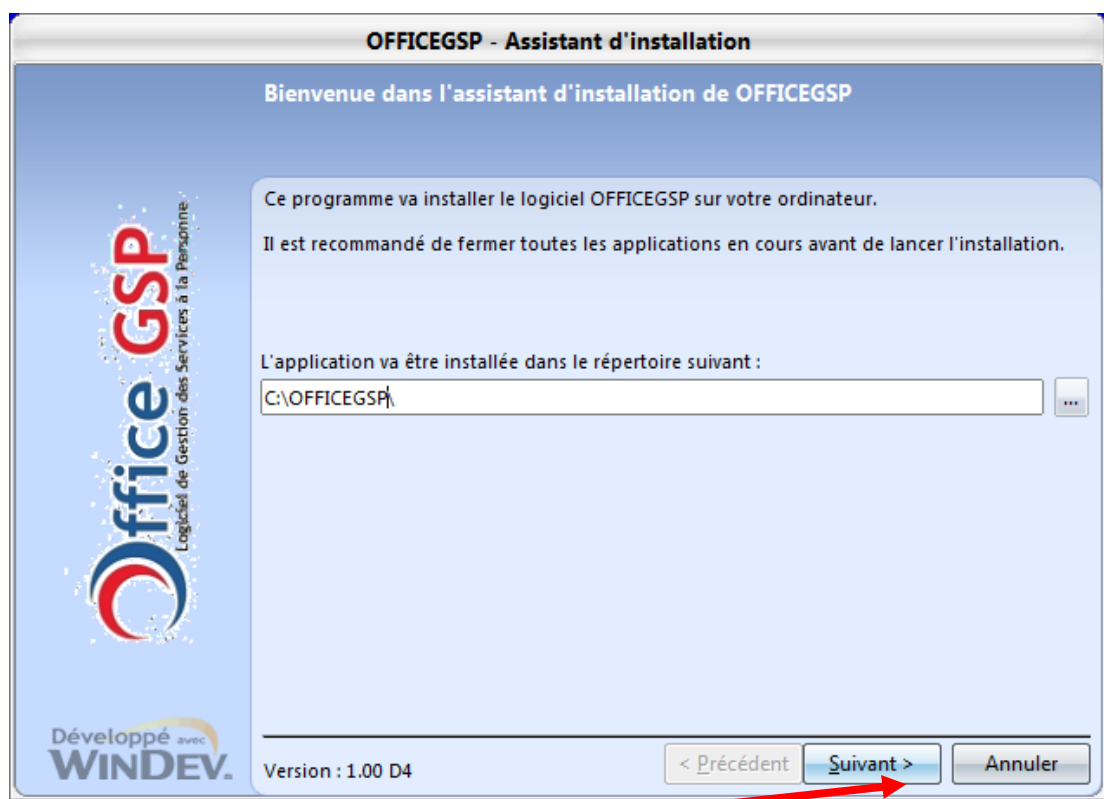 OFFICEGSP - Assistant d'installation
Bienvenue dans l'assistant d'installation de OFFICEGSP
Ce programme va installer le logiciel OFFICEGSP sur votre ordinateur.
Il est recommandé de fermer toutes les applications en cours avant de lancer l'installation.
L'application va être installée dans le répertoire suivant :
C:\OFFICEGSP\
...
Office GSP
Logiciel de Gestion des Services à la Personne
Développé avec
WINDEV.
Version : 1.00 D4
< Précédent
Suivant >
Annuler